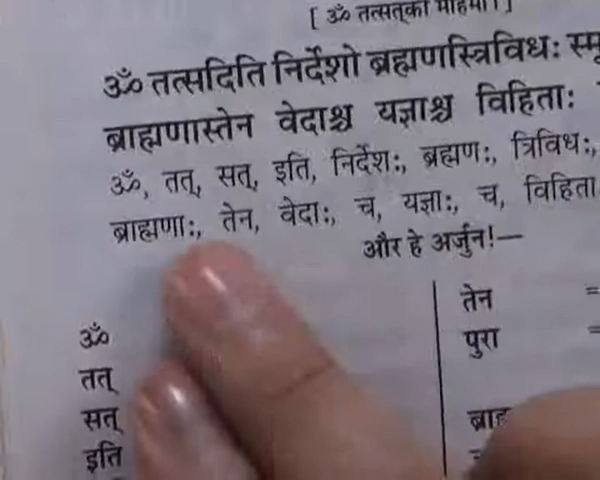 [ ॐ तत्सत्‌की महिमा।]
ॐ तत्सदिति निर्देशो ब्रह्मणस्त्रिविधः
ब्राह्मणास्तेन वेदाश्च यज्ञाश्च विहिताः
ॐ, तत्, सत्, इति, निर्देशः, ब्रह्मणः, त्रिविधः,
ब्राह्मणाः, तेन, वेदाः, च, यज्ञाः, च, विहिता
और हे अर्जुन!—
ॐ
तत्
सत्
इति
तेन =
पुरा =